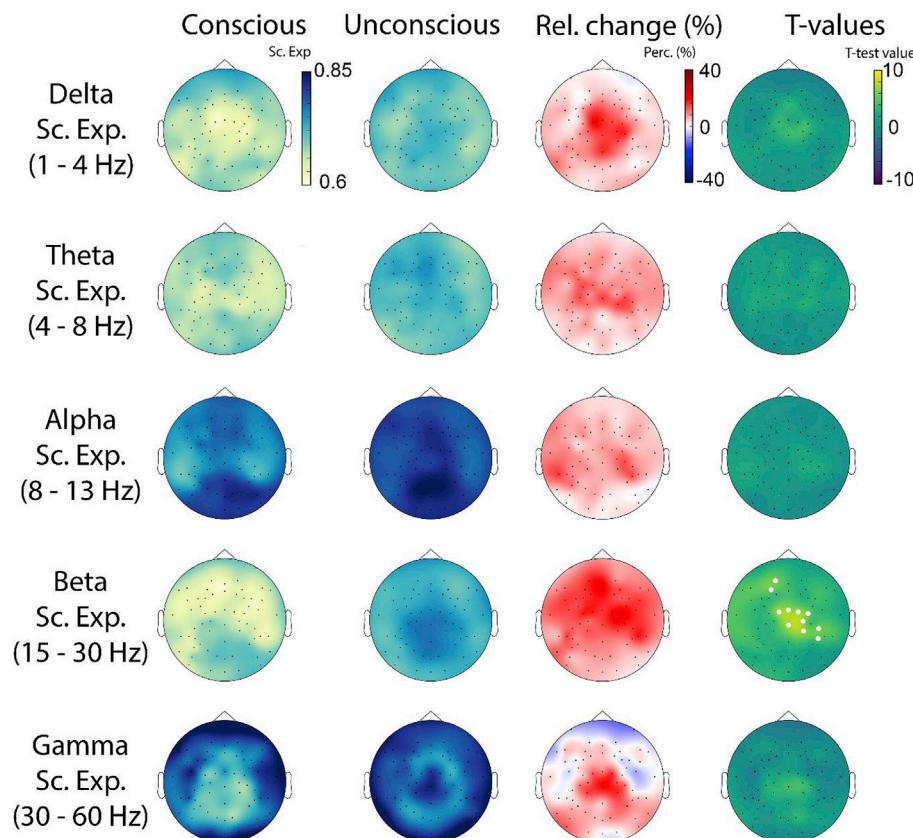 Conscious Unconscious Rel. change (%) T-values
Sc. Exp Perc. (%) T-test value
0.85 40 10
Delta
Sc. Exp.
(1 - 4 Hz)
0 0
0.6 -40 -10
Theta
Sc. Exp.
(4 - 8 Hz)
Alpha
Sc. Exp.
(8 - 13 Hz)
Beta
Sc. Exp.
(15 - 30 Hz)
Gamma
Sc. Exp.
(30 - 60 Hz)